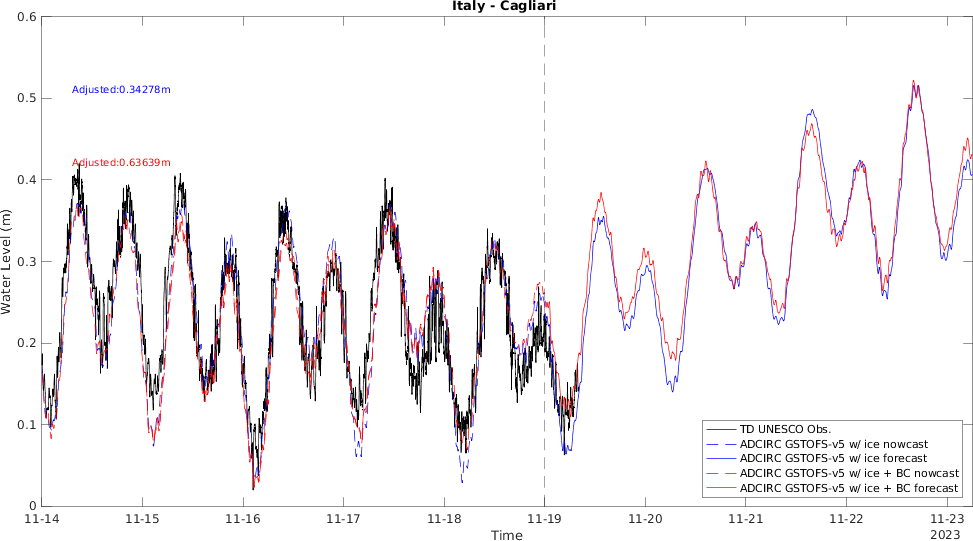 Italy - Cagliari
0.6
0.5
0.4
0.3
0.2
0.1
0
Water Level (m)
Adjusted:0.34278m
Adjusted:0.63639m
TD UNESCO Obs.
ADCIRC GSTOFS-v5 w/ ice nowcast
ADCIRC GSTOFS-v5 w/ ice forecast
ADCIRC GSTOFS-v5 w/ ice + BC nowcast
ADCIRC GSTOFS-v5 w/ ice + BC forecast
11-14 11-15 11-16 11-17 11-18 11-19 11-20 11-21 11-22 11-23
Time
2023